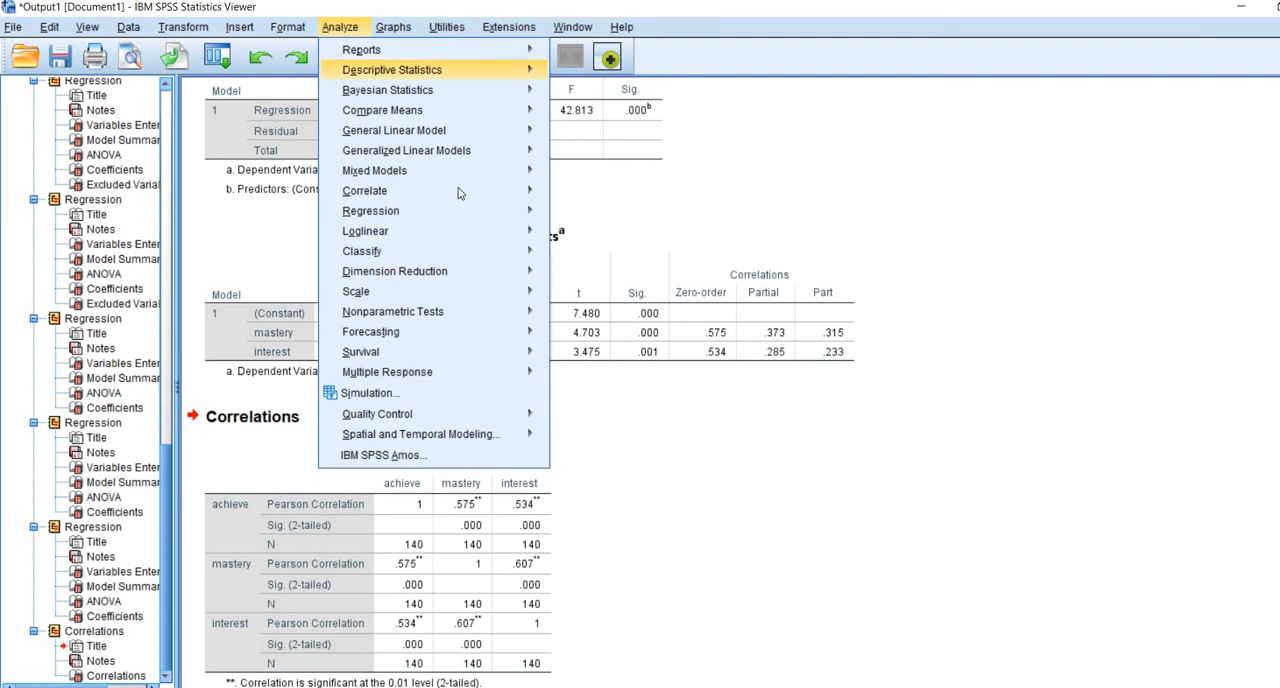 *Output1 [Document1] - IBM SPSS Statistics Viewer
File Edit View Data Transform Insert Format Analyze Graphs Utilities Extensions Window Help
Regression
Title
Notes
Variables Enter
Model Summar
ANOVA
Coefficients
Excluded Varial
Regression
Title
Notes
Variables Enter
Model Summar
ANOVA
Coefficients
Excluded Varial
Regression
Title
Notes
Variables Enter
Model Summar
ANOVA
Coefficients
Regression
Title
Notes
Variables Enter
Model Summar
ANOVA
Coefficients
Regression
Title
Notes
Variables Enter
Model Summar
ANOVA
Coefficients
Correlations
Title
Notes
Correlations
Reports
Descriptive Statistics
Bayesian Statistics
Compare Means
General Linear Model
Generalized Linear Models
Mixed Models
Correlate
Regression
Loglinear
Classify
Dimension Reduction
Scale
Nonparametric Tests
Forecasting
Survival
Multiple Response
Simulation...
Quality Control
Spatial and Temporal Modeling...
IBM SPSS Amos...
Model F Sig.
1 Regression 42.813 .000b
Residual
Total
a. Dependent Varia
b. Predictors: (Cons
tsa
Correlations
Model t Sig. Zero-order Partial Part
1 (Constant) 7.480 .000
mastery 4.703 .000 .575 .373 .315
interest 3.475 .001 .534 .285 .233
a. Dependent Varia
Correlations
achieve mastery interest
achieve Pearson Correlation 1 .575** .534**
Sig. (2-tailed) .000 .000
N 140 140 140
mastery Pearson Correlation .575** 1 .607**
Sig. (2-tailed) .000 .000
N 140 140 140
interest Pearson Correlation .534** .607** 1
Sig. (2-tailed) .000 .000
N 140 140 140
**. Correlation is significant at the 0.01 level (2-tailed).